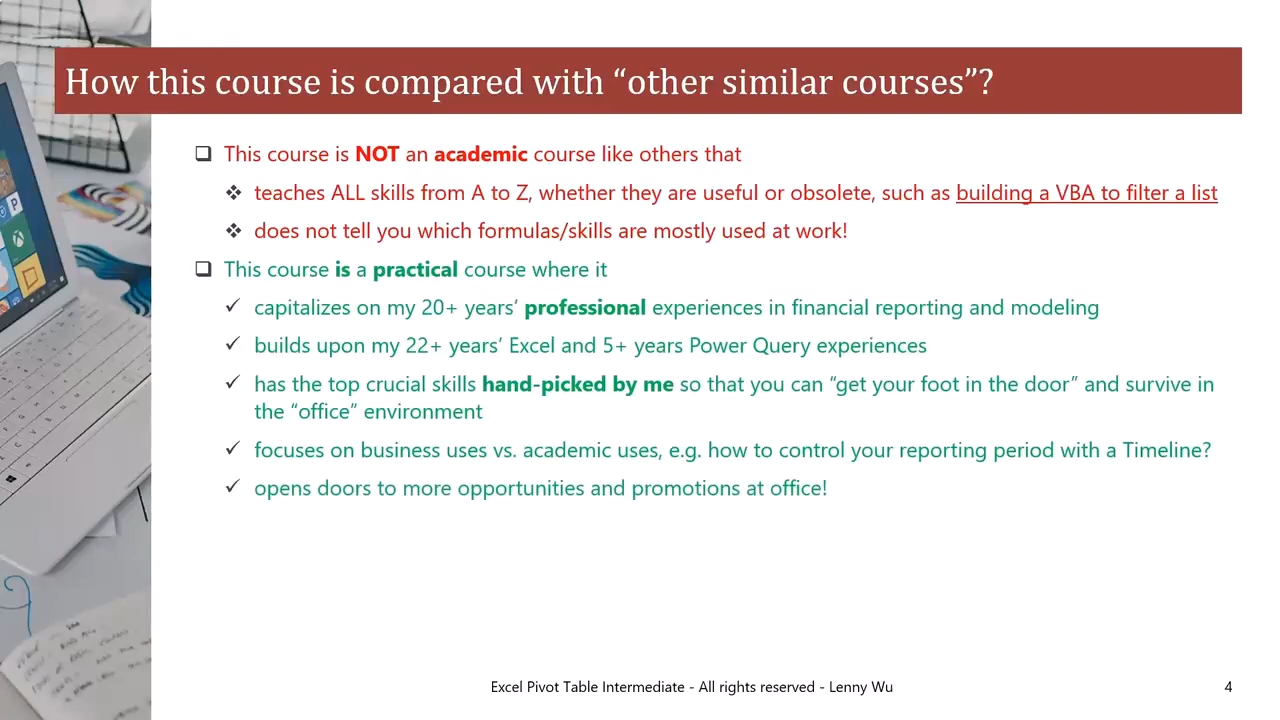 How this course is compared with “other similar courses”?
This course is NOT an academic course like others that
teaches ALL skills from A to Z, whether they are useful or obsolete, such as building a VBA to filter a list
does not tell you which formulas/skills are mostly used at work!
This course is a practical course where it
capitalizes on my 20+ years’ professional experiences in financial reporting and modeling
builds upon my 22+ years’ Excel and 5+ years Power Query experiences
has the top crucial skills hand-picked by me so that you can “get your foot in the door” and survive in
the “office” environment
focuses on business uses vs. academic uses, e.g. how to control your reporting period with a Timeline?
opens doors to more opportunities and promotions at office!
Excel Pivot Table Intermediate - All rights reserved - Lenny Wu
4